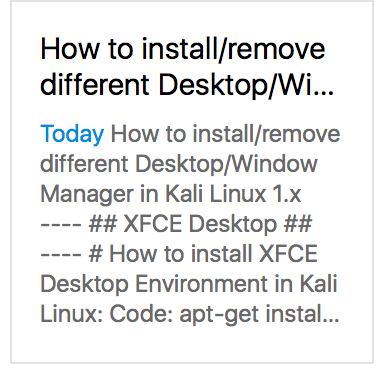 How to install/remove
different Desktop/Wi...
Today How to install/remove
different Desktop/Window
Manager in Kali Linux 1.x
---- ## XFCE Desktop ##
---- # How to install XFCE
Desktop Environment in Kali
Linux: Code: apt-get instal...